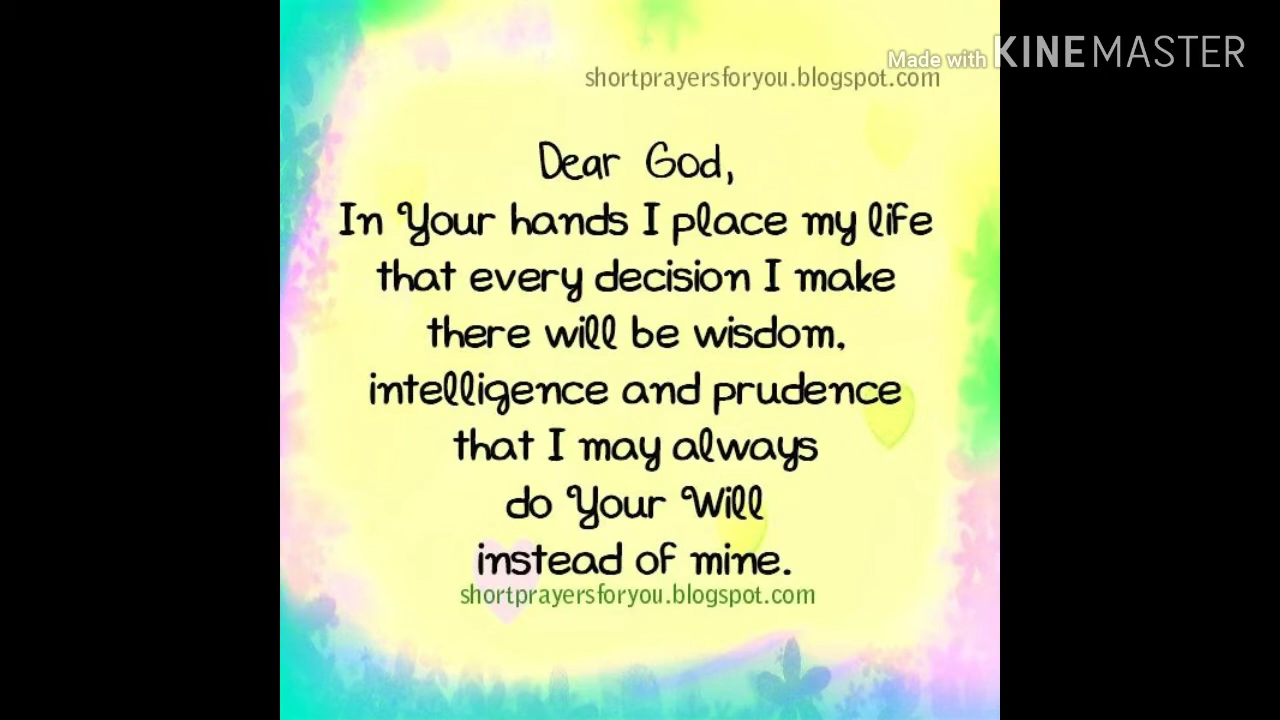 Made with KINEMASTER
shortprayersforyou.blogspot.com
Dear God,
In Your hands I place my life
that every decision I make
there will be wisdom,
intelligence and prudence
that I may always
do Your Will
instead of mine.
shortprayersforyou.blogspot.com